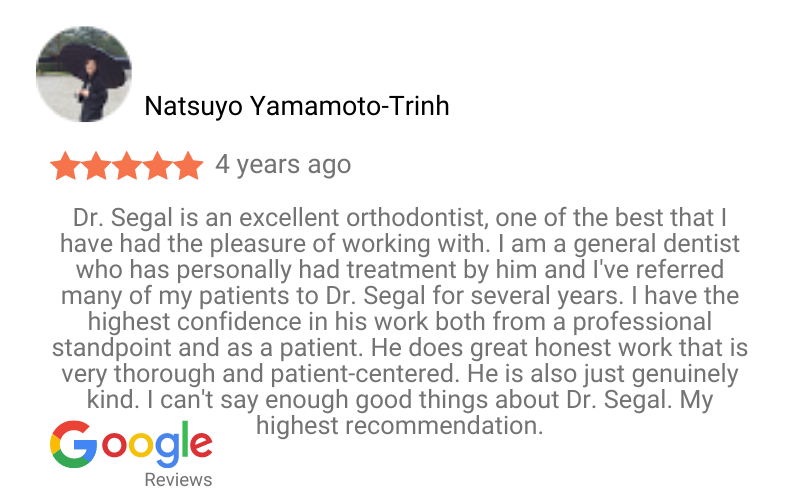 Natsuyo Yamamoto-Trinh
4 years ago
Dr. Segal is an excellent orthodontist, one of the best that I
have had the pleasure of working with. I am a general dentist
who has personally had treatment by him and I've referred
many of my patients to Dr. Segal for several years. I have the
highest confidence in his work both from a professional
standpoint and as a patient. He does great honest work that is
very thorough and patient-centered. He is also just genuinely
kind. I can't say enough good things about Dr. Segal. My
highest recommendation.
Google
Reviews